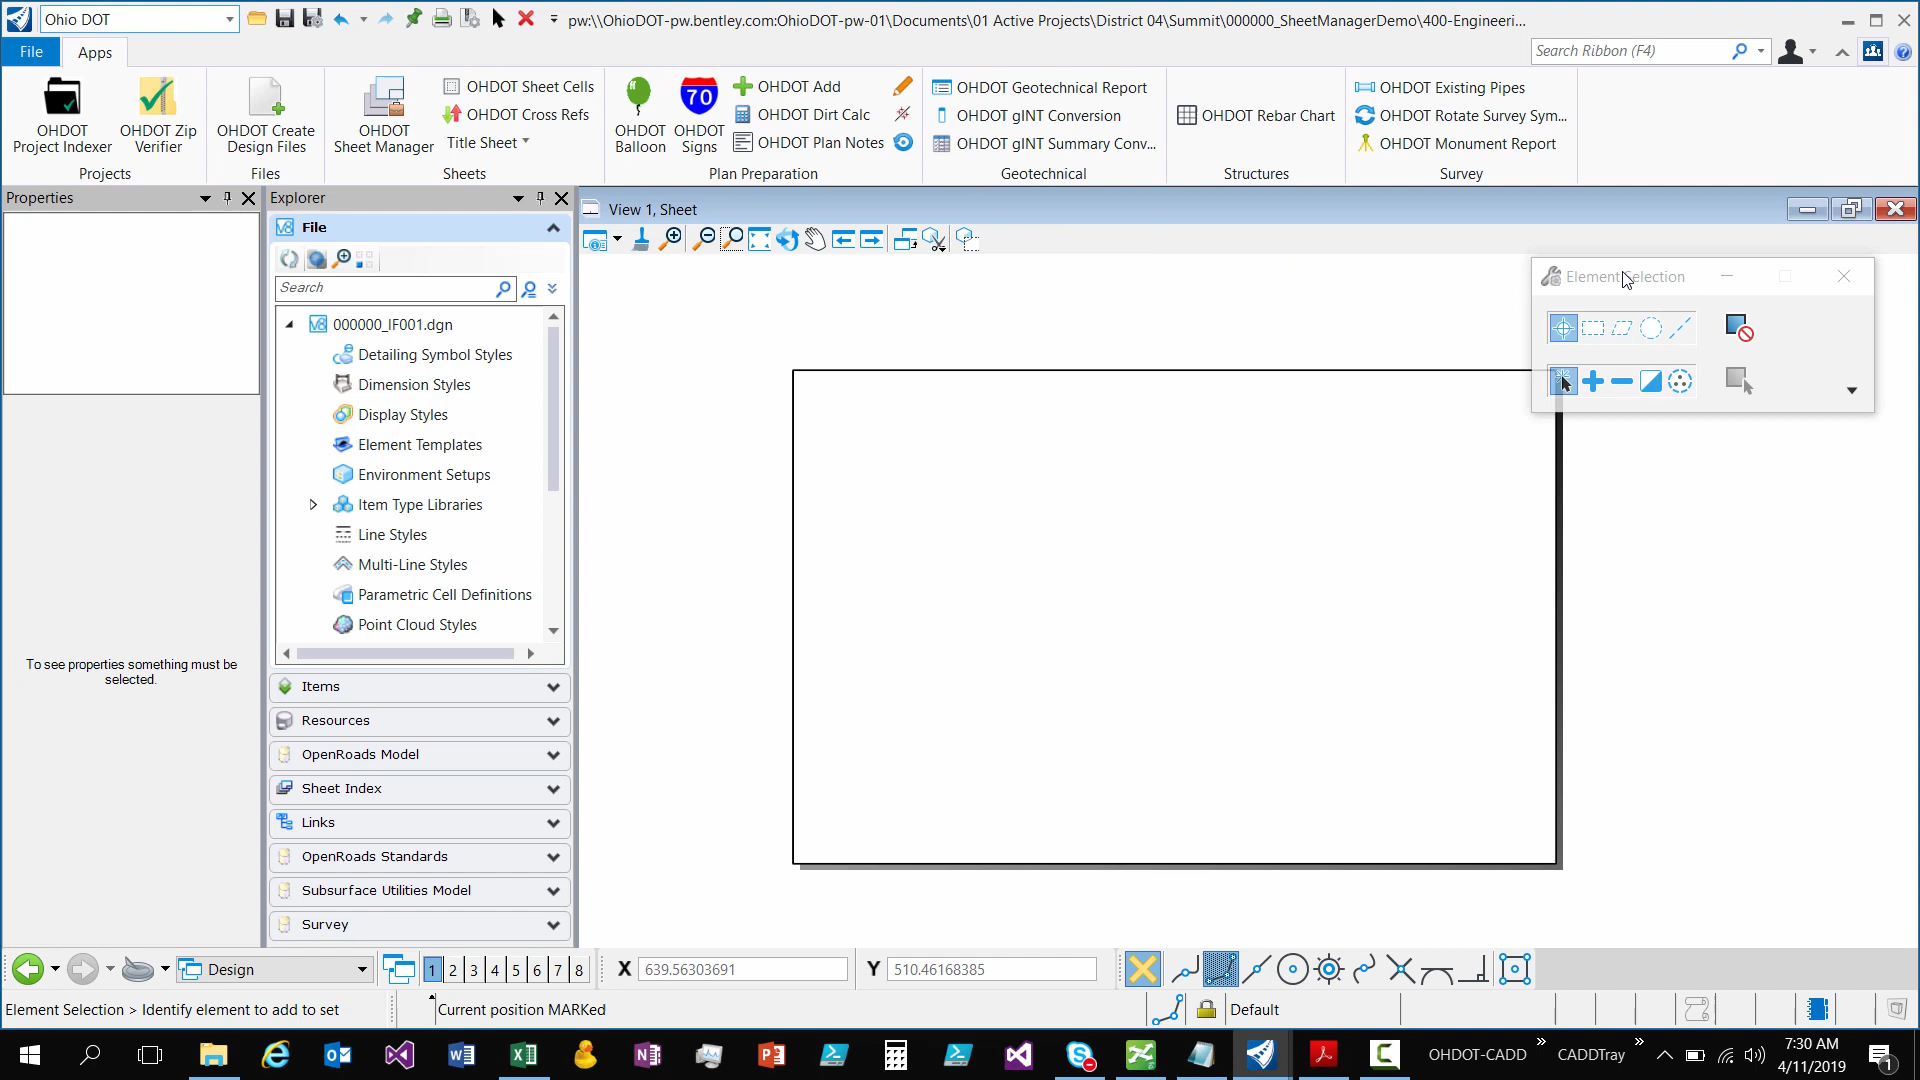 Ohio DOT
pw:\\OhioDOT-pw.bentley.com:OhioDOT-pw-01\Documents\01 Active Projects\District 04\Summit\000000_SheetManagerDemo\400-Engineeri...
File
Apps
Search Ribbon (F4)
OHDOT
Project Indexer
OHDOT Zip
Verifier
Projects
OHDOT Create
Design Files
Files
OHDOT
Sheet Manager
OHDOT Sheet Cells
OHDOT Cross Refs
Title Sheet
Sheets
OHDOT
Balloon
70
OHDOT
Signs
OHDOT Add
OHDOT Dirt Calc
OHDOT Plan Notes
Plan Preparation
OHDOT Geotechnical Report
OHDOT gINT Conversion
OHDOT gINT Summary Conv...
Geotechnical
OHDOT Rebar Chart
Structures
OHDOT Existing Pipes
OHDOT Rotate Survey Sym...
OHDOT Monument Report
Survey
Properties
To see properties something must be
selected.
Explorer
File
Search
000000_IF001.dgn
Detailing Symbol Styles
Dimension Styles
Display Styles
Element Templates
Environment Setups
Item Type Libraries
Line Styles
Multi-Line Styles
Parametric Cell Definitions
Point Cloud Styles
Items
Resources
OpenRoads Model
Sheet Index
Links
OpenRoads Standards
Subsurface Utilities Model
Survey
View 1, Sheet
Element Selection
Design
1 2 3 4 5 6 7 8
X 639.56303691
Y 510.46168385
Element Selection > Identify element to add to set
Current position MARKed
Default
OHDOT-CADD
CADDTray
7:30 AM
4/11/2019
1